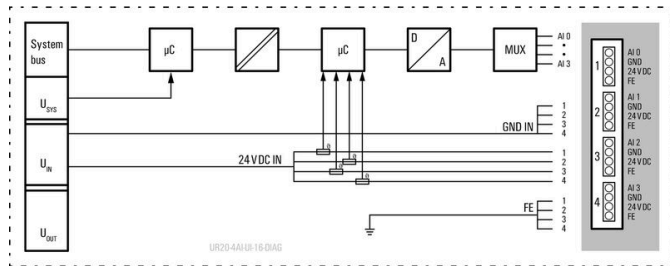 System
bus
µC
µC
D
A
MUX
AI 0
AI 3
U SYS
GND IN
1
2
3
4
U IN
24 V DC IN
1
2
3
4
FE
1
2
3
4
U OUT
UR20-4AI-UI-16-DIAG
1
AI 0
GND
24 V DC
FE
2
AI 1
GND
24 V DC
FE
3
AI 2
GND
24 V DC
FE
4
AI 3
GND
24 V DC
FE